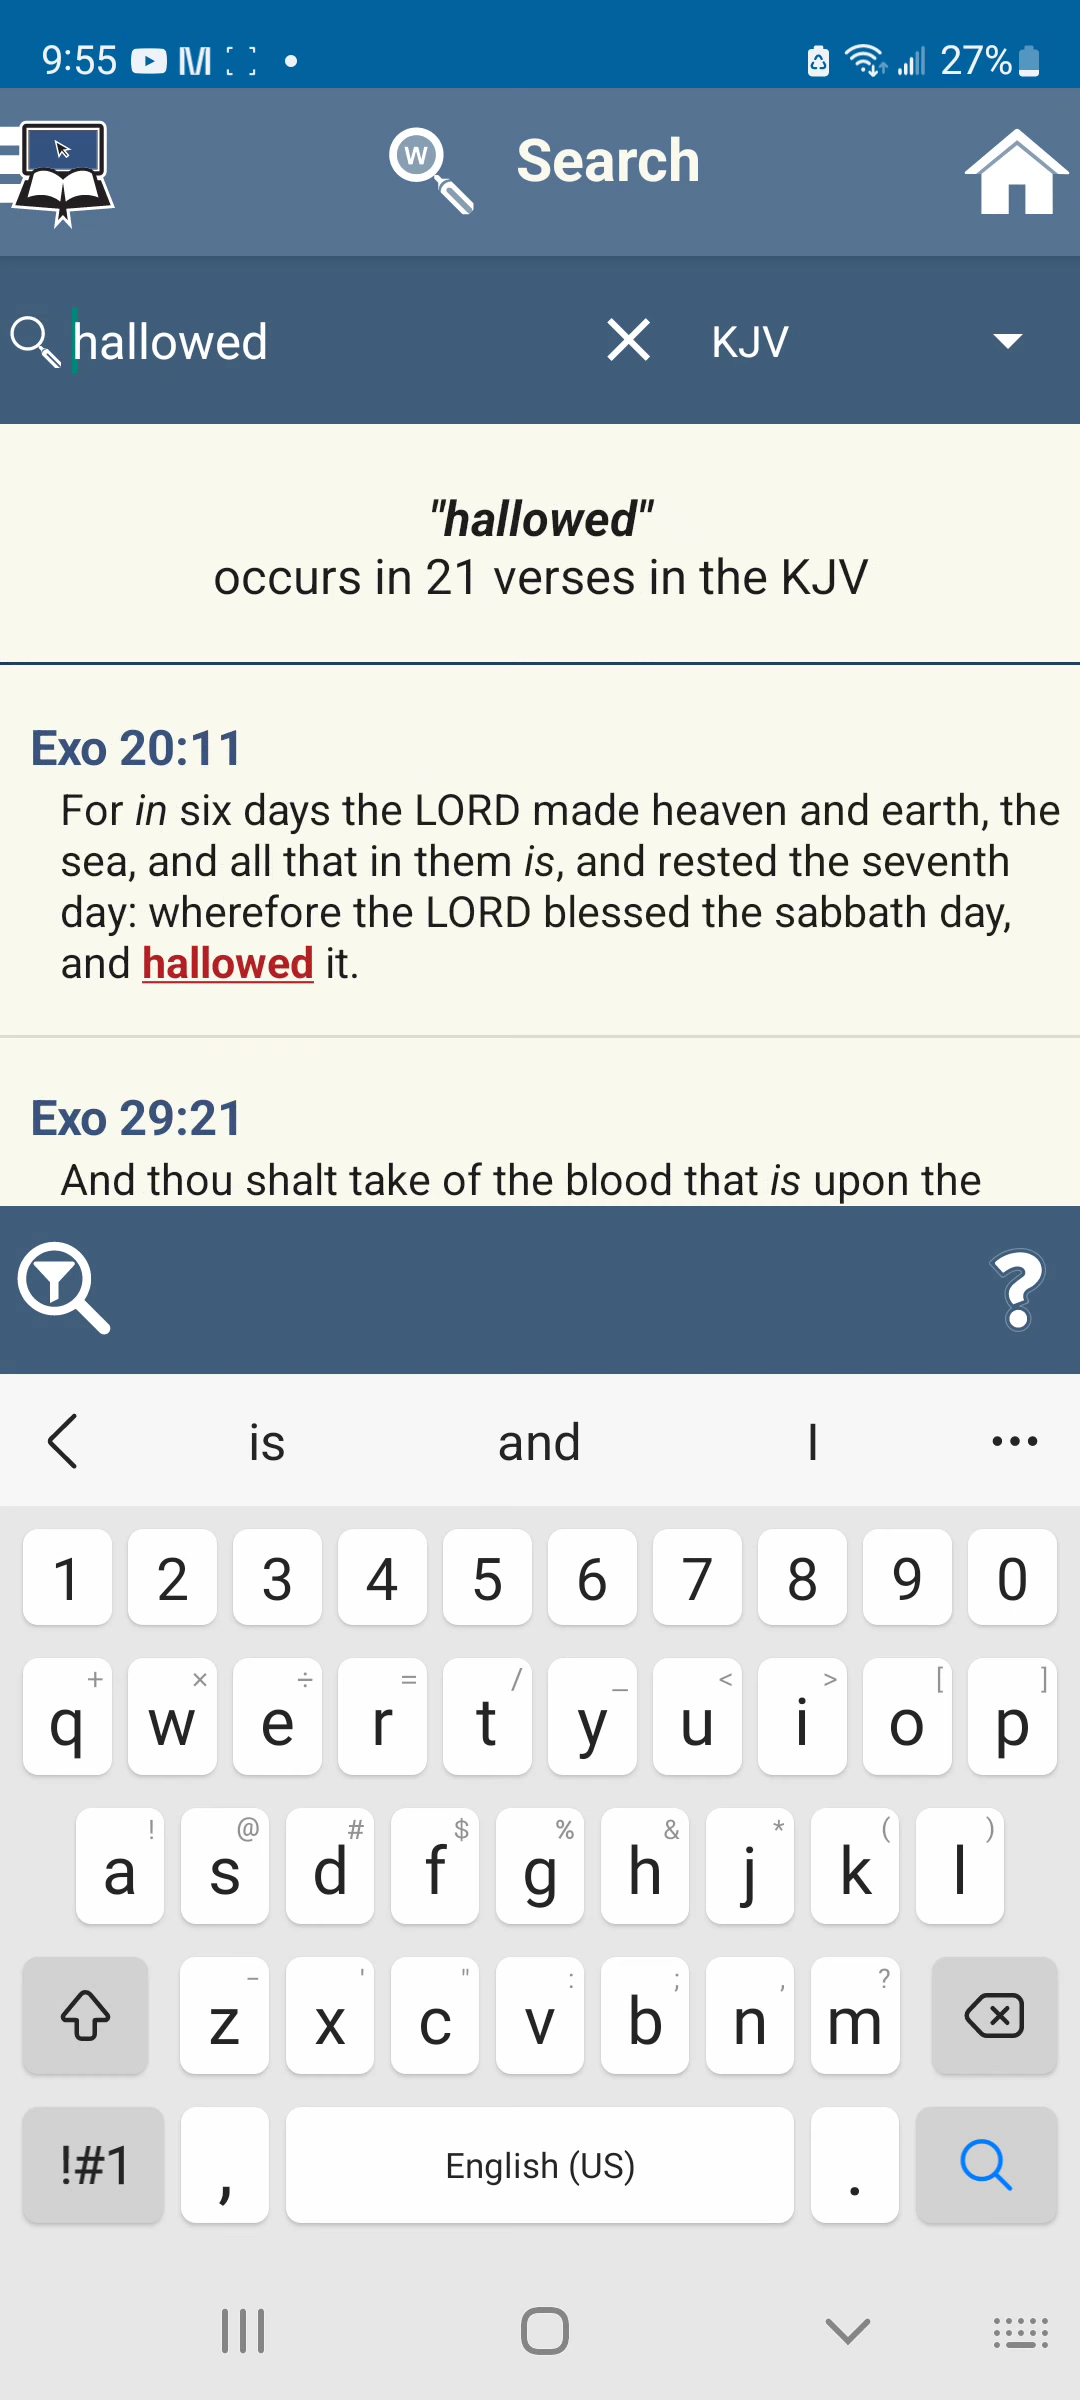 9:55
27%
W
Search
hallowed
KJV
"hallowed"
occurs in 21 verses in the KJV
Exo 20:11
For in six days the LORD made heaven and earth, the
sea, and all that in them is, and rested the seventh
day: wherefore the LORD blessed the sabbath day,
and hallowed it.
Exo 29:21
And thou shalt take of the blood that is upon the
?
is and I ...
1 2 3 4 5 6 7 8 9 0
+ × ÷ = / _ < > [ ]
q w e r t y u i o p
! @ # $ % & * ( )
a s d f g h j k l
- ' " : ; , ?
z x c v b n m
!#1 , English (US) .